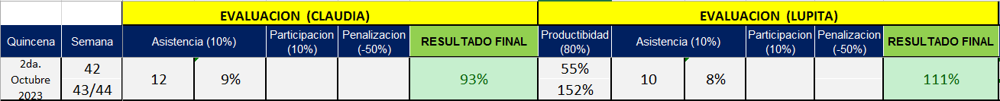 EVALUACION (CLAUDIA) EVALUACION (LUPITA)
Quincena Semana Asistencia (10%) Participacion (10%) Penalizacion (-50%) RESULTADO FINAL Productibidad (80%) Asistencia (10%) Participacion (10%) Penalizacion (-50%) RESULTADO FINAL
2da. Octubre 2023 42 12 9% 93% 55% 10 8% 111%
43/44 152%